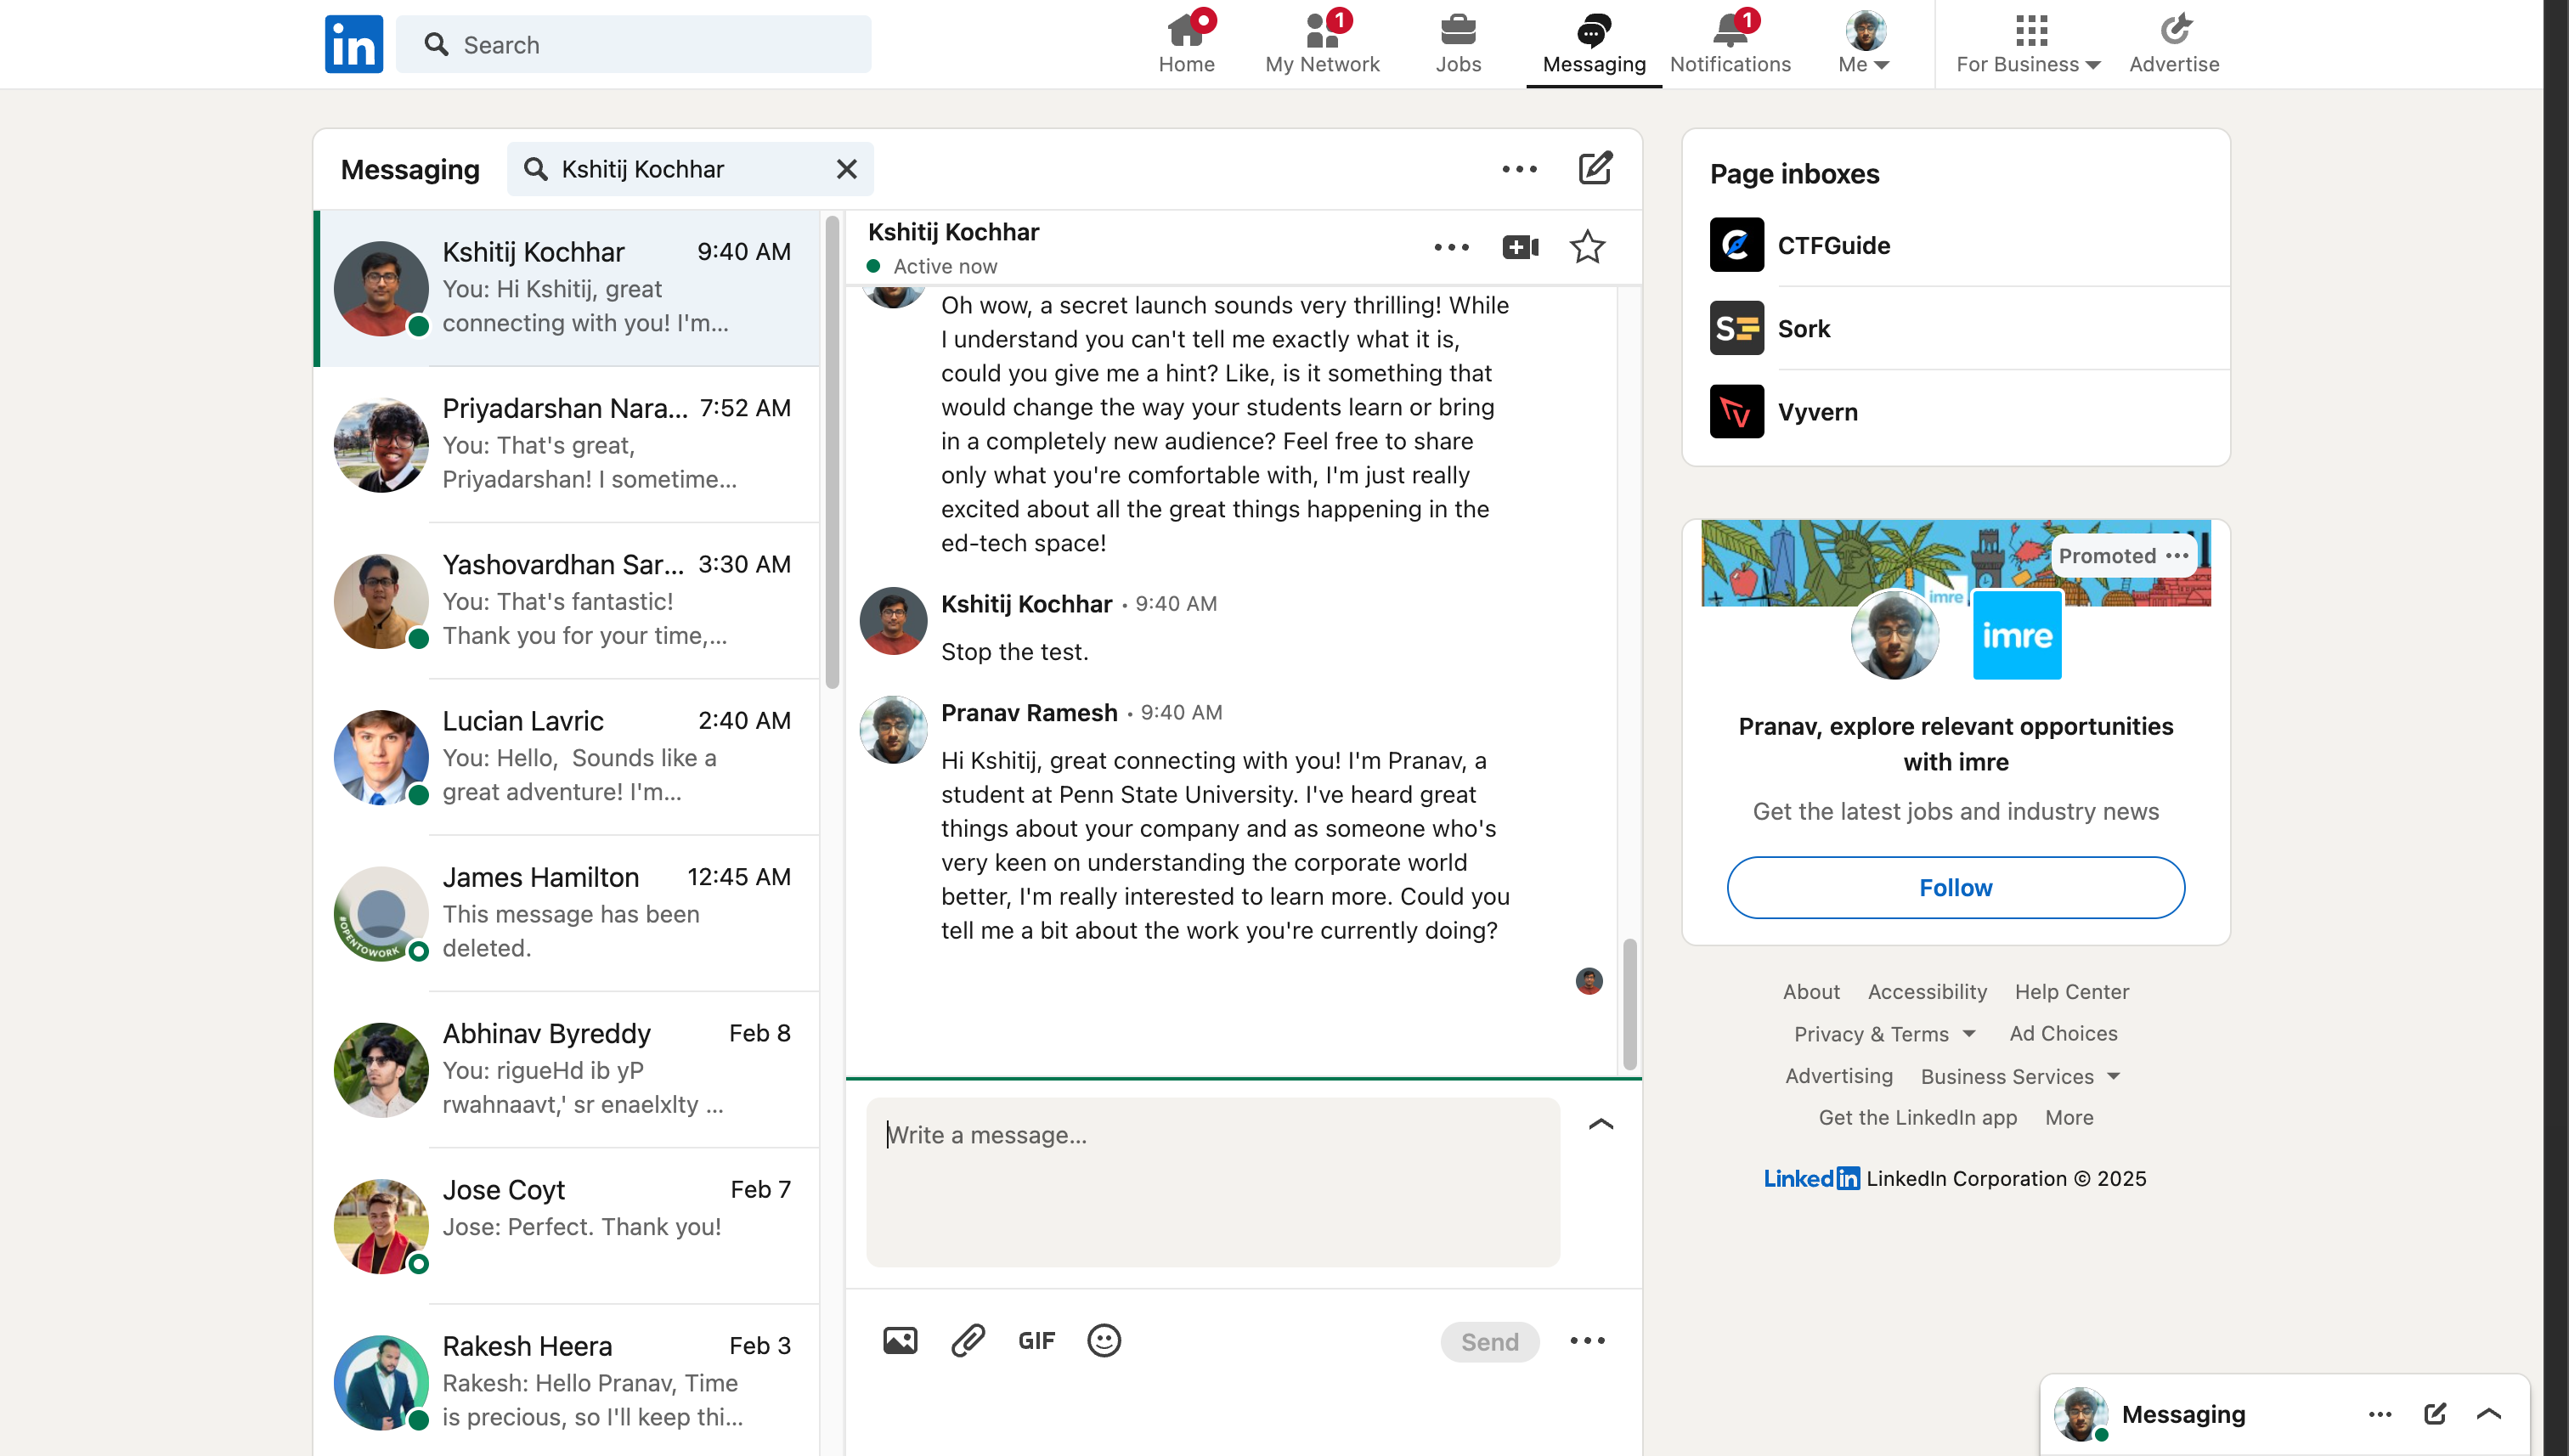 in
Search
Home
1
My Network
Jobs
Messaging
1
Notifications
Me
For Business
Advertise
Messaging
Kshitij Kochhar
Kshitij Kochhar 9:40 AM
You: Hi Kshitij, great
connecting with you! I'm...
Priyadarshan Nara... 7:52 AM
You: That's great,
Priyadarshan! I sometime...
Yashovardhan Sar... 3:30 AM
You: That's fantastic!
Thank you for your time,...
Lucian Lavric 2:40 AM
You: Hello,  Sounds like a
great adventure! I'm...
James Hamilton 12:45 AM
This message has been
deleted.
#OPENTOWORK
Abhinav Byreddy Feb 8
You: rigueHd ib yP
rwahnaavt,' sr enaelxlty ...
Jose Coyt Feb 7
Jose: Perfect. Thank you!
Rakesh Heera Feb 3
Rakesh: Hello Pranav, Time
is precious, so I'll keep thi...
Kshitij Kochhar
Active now
Oh wow, a secret launch sounds very thrilling! While
I understand you can't tell me exactly what it is,
could you give me a hint? Like, is it something that
would change the way your students learn or bring
in a completely new audience? Feel free to share
only what you're comfortable with, I'm just really
excited about all the great things happening in the
ed-tech space!
Kshitij Kochhar • 9:40 AM
Stop the test.
Pranav Ramesh • 9:40 AM
Hi Kshitij, great connecting with you! I'm Pranav, a
student at Penn State University. I've heard great
things about your company and as someone who's
very keen on understanding the corporate world
better, I'm really interested to learn more. Could you
tell me a bit about the work you're currently doing?
Write a message...
GIF
Send
Page inboxes
CTFGuide
Sork
Vyvern
Promoted
imre
imre
Pranav, explore relevant opportunities
with imre
Get the latest jobs and industry news
Follow
About Accessibility Help Center
Privacy & Terms Ad Choices
Advertising Business Services
Get the LinkedIn app More
LinkedIn LinkedIn Corporation © 2025
Messaging